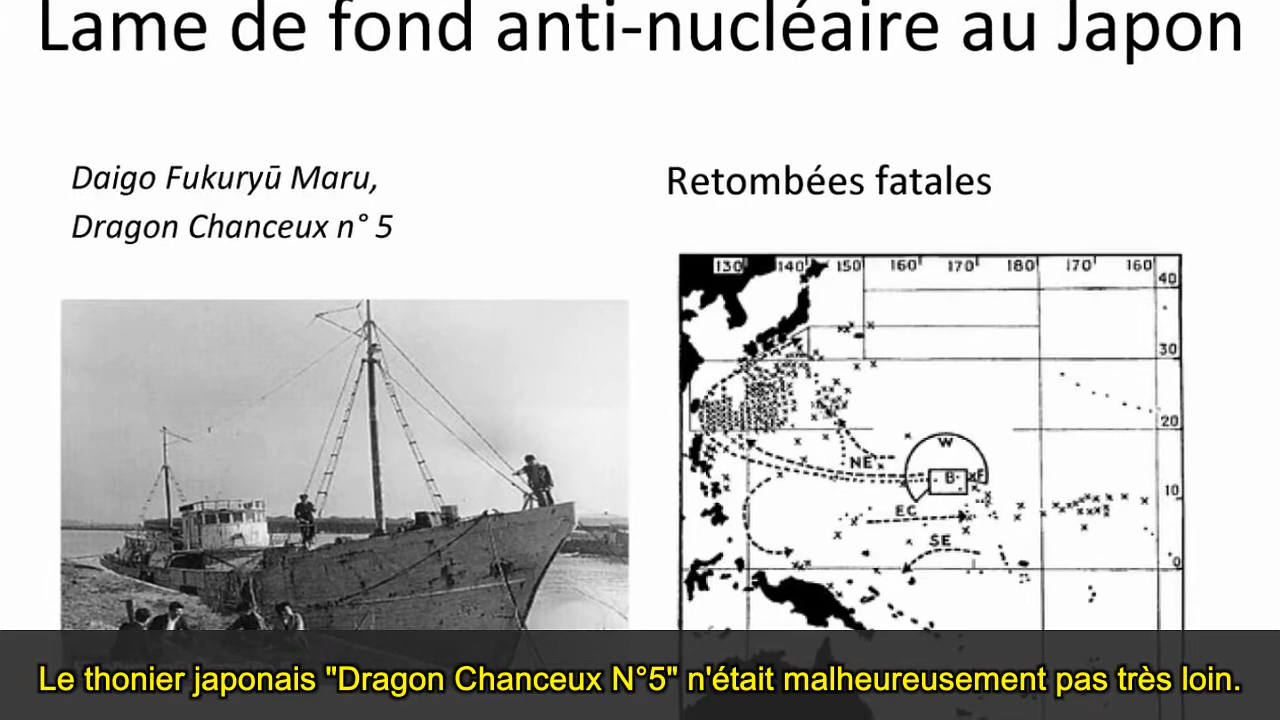 Lame de fond anti-nucléaire au Japon
Daigo Fukuryū Maru,
Dragon Chanceux n° 5
Retombées fatales
130 140 150 160 170 180 170 160
40
30
20
W
NE
B
F
10
EC
SE
0
Le thonier japonais "Dragon Chanceux N°5" n'était malheureusement pas très loin.